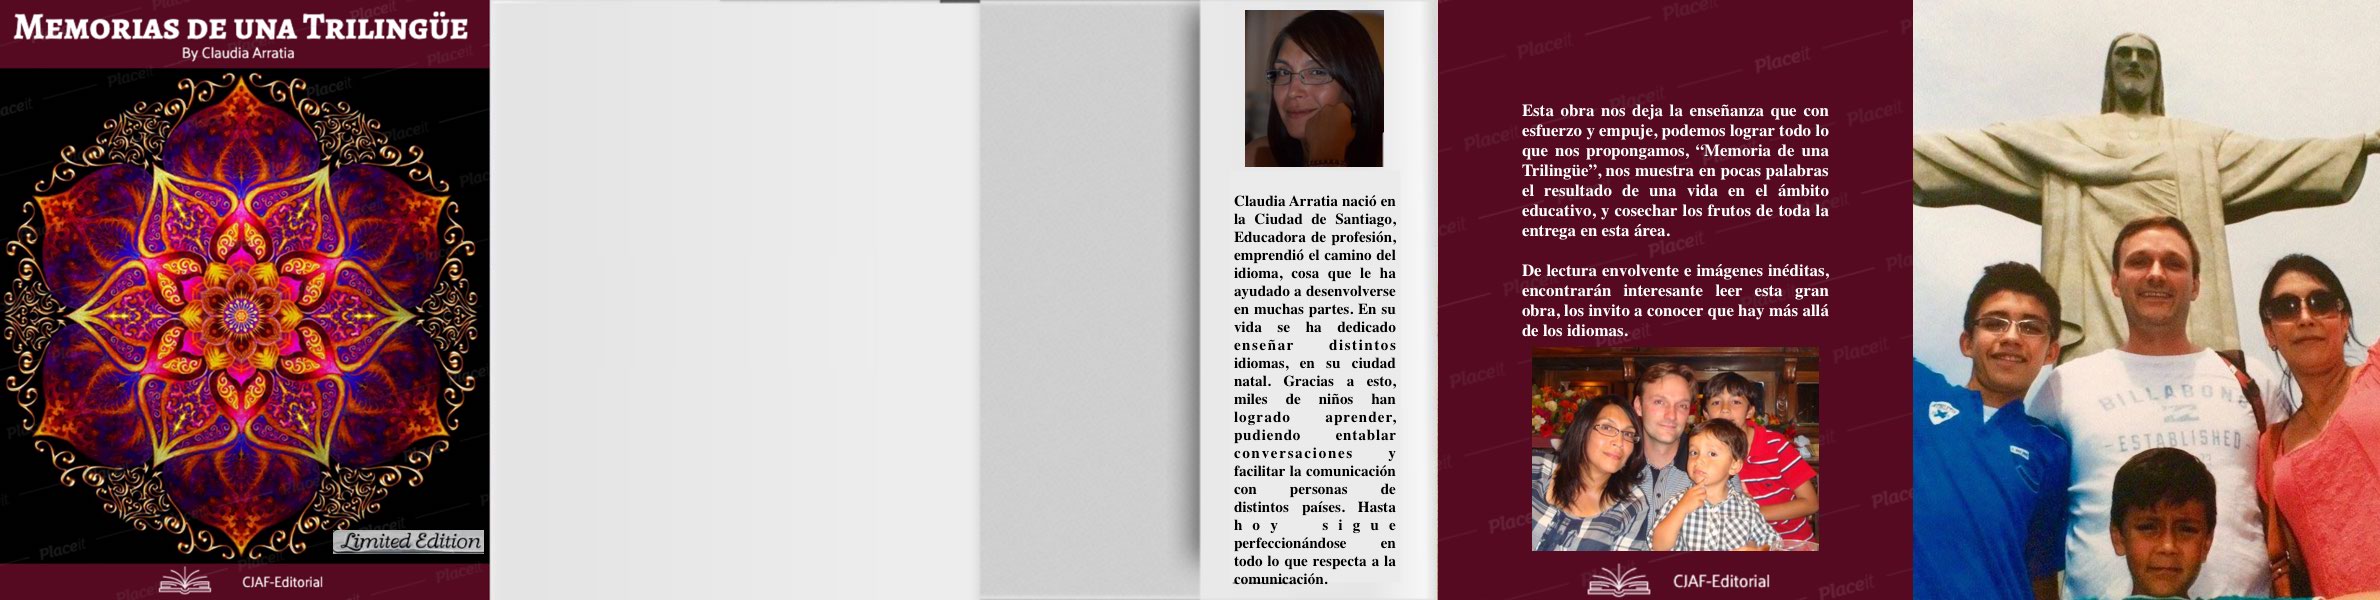 MEMORIAS DE UNA TRILINGÜE
By Claudia Arratia
Limited Edition
CJAF-Editorial
Claudia Arratia nació en
la Ciudad de Santiago,
Educadora de profesión,
emprendió el camino del
idioma, cosa que le ha
ayudado a desenvolverse
en muchas partes. En su
vida se ha dedicado
enseñar distintos
idiomas, en su ciudad
natal. Gracias a esto,
miles de niños han
logrado aprender,
pudiendo entablar
conversaciones y
facilitar la comunicación
con personas de
distintos países. Hasta
hoy sigue
perfeccionándose en
todo lo que respecta a la
comunicación.
Esta obra nos deja la enseñanza que con
esfuerzo y empuje, podemos lograr todo lo
que nos propongamos, “Memoria de una
Trilingüe”, nos muestra en pocas palabras
el resultado de una vida en el ámbito
educativo, y cosechar los frutos de toda la
entrega en esta área.
De lectura envolvente e imágenes inéditas,
encontrarán interesante leer esta gran
obra, los invito a conocer que hay más allá
de los idiomas.
CJAF-Editorial
BILLABONG
ESTABLISHED
Placeit